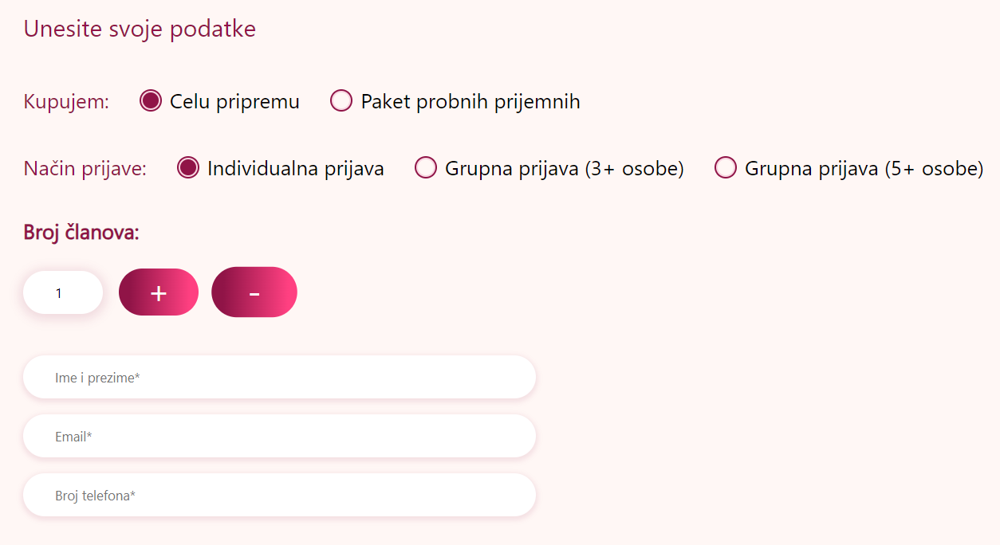 Unesite svoje podatke
Kupujem: Celu pripremu Paket probnih prijemnih
Način prijave: Individualna prijava Grupna prijava (3+ osobe) Grupna prijava (5+ osobe)
Broj članova:
1 + -
Ime i prezime*
Email*
Broj telefona*